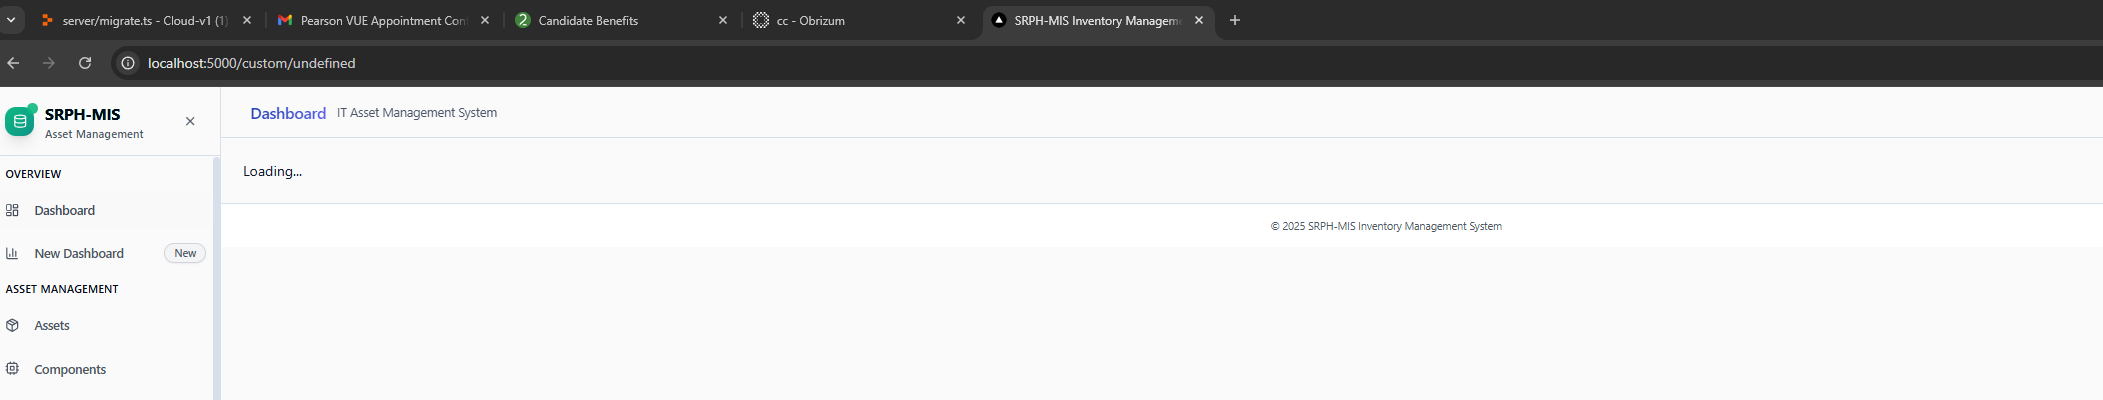 server/migrate.ts - Cloud-v1 (1)
Pearson VUE Appointment Con
Candidate Benefits
cc - Obrizum
SRPH-MIS Inventory Managem
localhost:5000/custom/undefined
SRPH-MIS
Asset Management
Dashboard IT Asset Management System
OVERVIEW
Dashboard
New Dashboard New
ASSET MANAGEMENT
Assets
Components
Loading...
© 2025 SRPH-MIS Inventory Management System